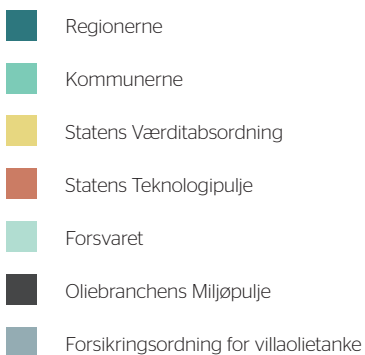 Regionerne
Kommunerne
Statens Værditabsordning
Statens Teknologipulje
Forsvaret
Oliebranchens Miljøpulje
Forsikringsordning for villaolietanke